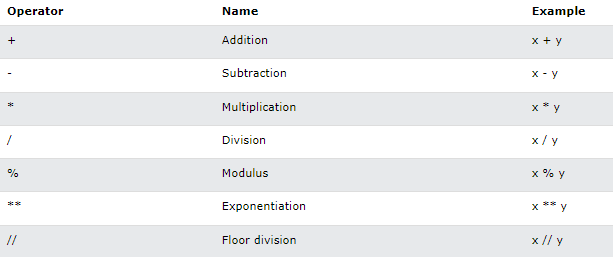 Operator Name Example
+ Addition x + y
- Subtraction x - y
* Multiplication x * y
/ Division x / y
% Modulus x % y
** Exponentiation x ** y
// Floor division x // y